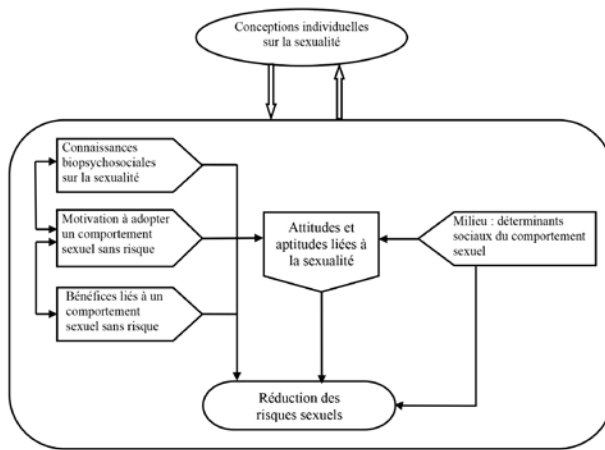 Conceptions individuelles
sur la sexualité
Connaissances
biopsychosociales
sur la sexualité
Motivation à adopter
un comportement
sexuel sans risque
Bénéfices liés à un
comportement
sexuel sans risque
Attitudes et
aptitudes liées à
la sexualité
Milieu : déterminants
sociaux du comportement
sexuel
Réduction des
risques sexuels